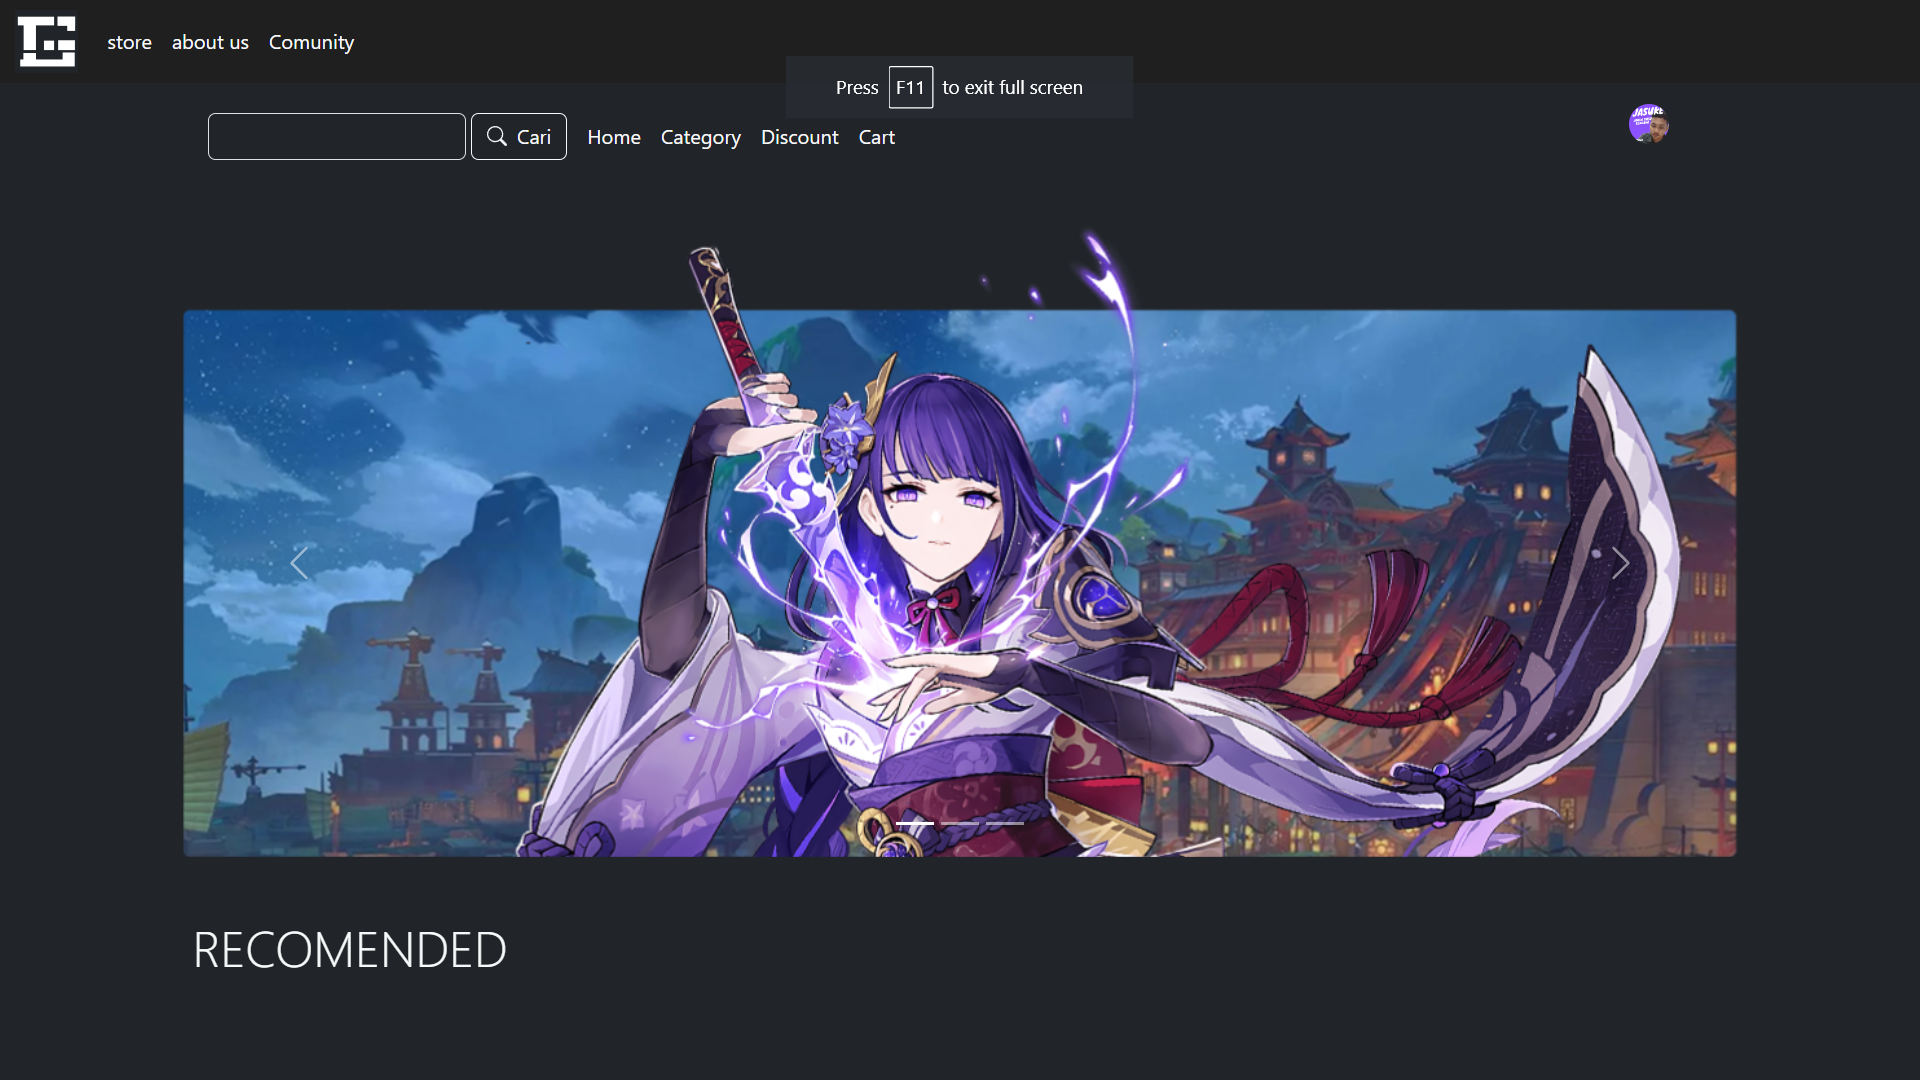 store about us Comunity
Press F11 to exit full screen
Cari Home Category Discount Cart
JASUKE
RECOMENDED